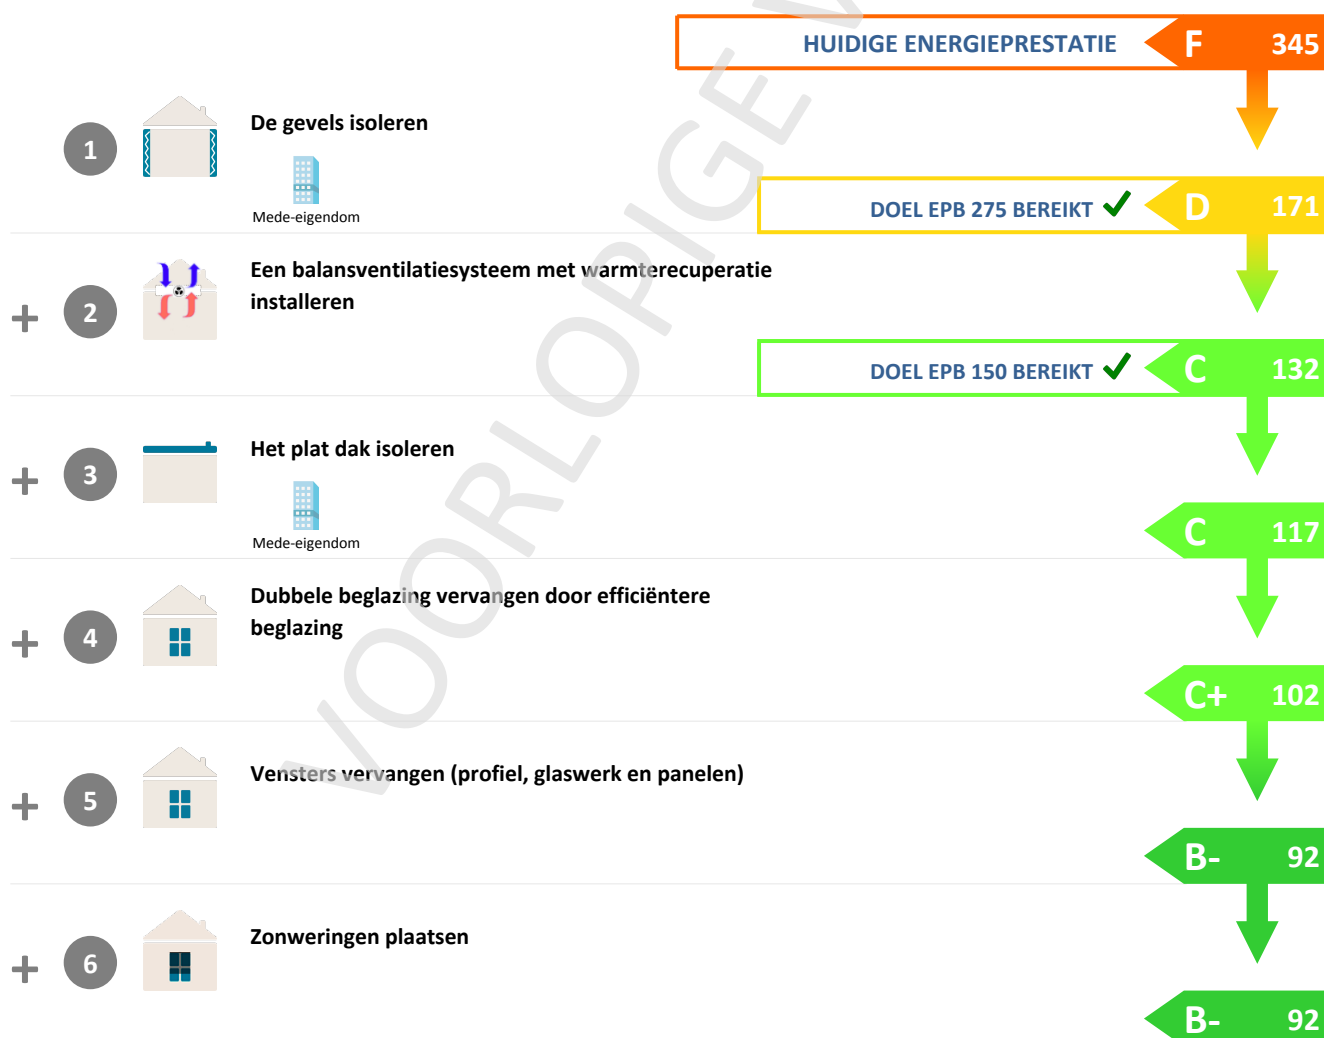 HUIDIGE ENERGIEPRESTATIE F 345
1 De gevels isoleren
Mede-eigendom
DOEL EPB 275 BEREIKT D 171
+ 2 Een balansventilatiesysteem met warmterecuperatie
installeren
DOEL EPB 150 BEREIKT C 132
+ 3 Het plat dak isoleren
Mede-eigendom
C 117
+ 4 Dubbele beglazing vervangen door efficiëntere
beglazing
C+ 102
+ 5 Vensters vervangen (profiel, glaswerk en panelen)
B- 92
+ 6 Zonweringen plaatsen
B- 92
VOORLOPIGE